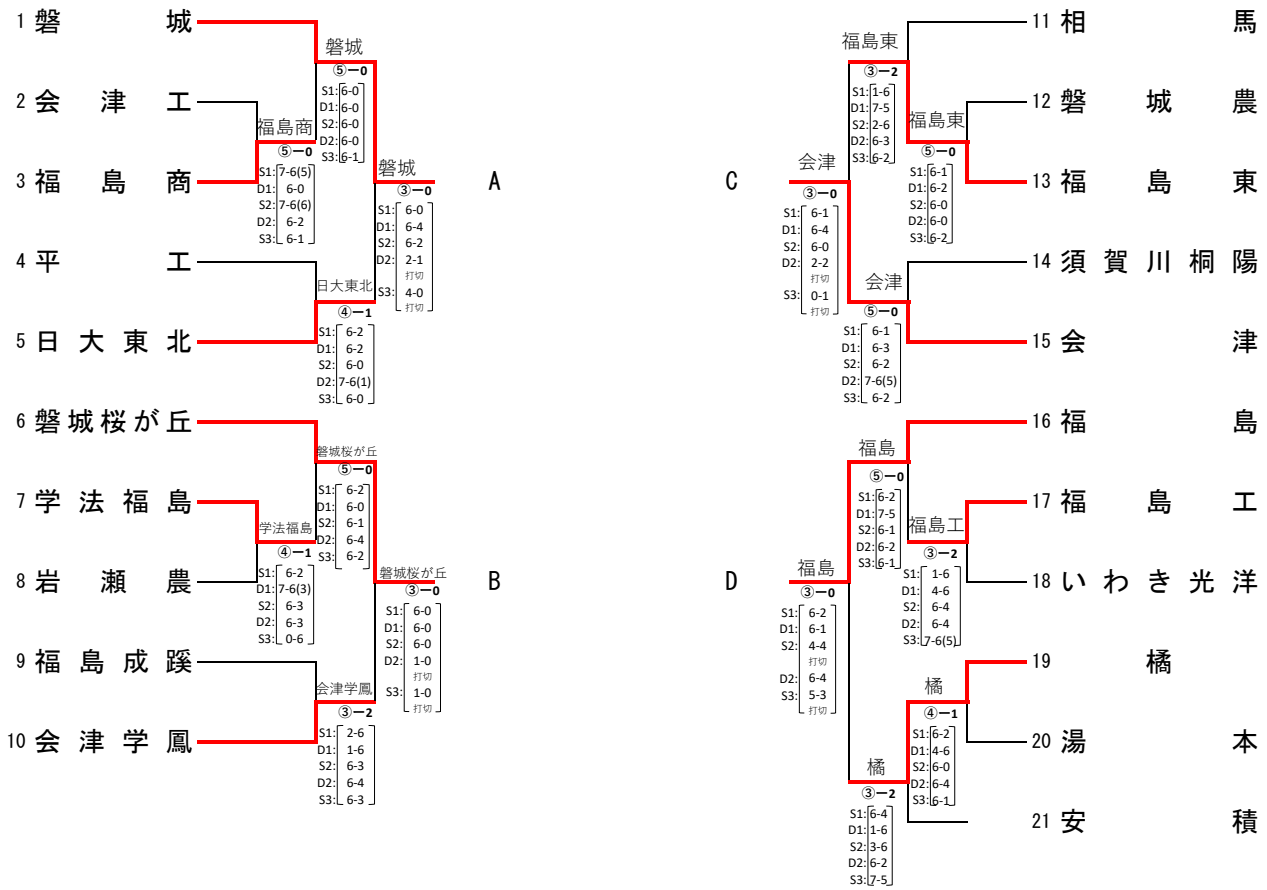 1 磐城
2 会津工
3 福島商
4 平工
5 日大東北
6 磐城桜が丘
7 学法福島
8 岩瀬農
9 福島成蹊
10 会津学鳳
福島商
⑤ー0
S1: 7-6(5)
D1: 6-0
S2: 7-6(6)
D2: 6-2
S3: 6-1
磐城
⑤ー0
S1: 6-0
D1: 6-0
S2: 6-0
D2: 6-0
S3: 6-1
日大東北
④ー1
S1: 6-2
D1: 6-2
S2: 6-0
D2: 7-6(1)
S3: 6-0
磐城
③ー0
S1: 6-0
D1: 6-4
S2: 6-2
D2: 2-1
打切
S3: 4-0
打切
A
学法福島
④ー1
S1: 6-2
D1: 7-6(3)
S2: 6-3
D2: 6-3
S3: 0-6
磐城桜が丘
⑤ー0
S1: 6-2
D1: 6-0
S2: 6-1
D2: 6-4
S3: 6-2
会津学鳳
③ー2
S1: 2-6
D1: 1-6
S2: 6-3
D2: 6-4
S3: 6-3
磐城桜が丘
③ー0
S1: 6-0
D1: 6-0
S2: 6-0
D2: 1-0
打切
S3: 1-0
打切
B
C
会津
③ー0
S1: 6-1
D1: 6-4
S2: 6-0
D2: 2-2
打切
S3: 0-1
打切
福島東
③ー2
S1: 1-6
D1: 7-5
S2: 2-6
D2: 6-3
S3: 6-2
福島東
⑤ー0
S1: 6-1
D1: 6-2
S2: 6-0
D2: 6-0
S3: 6-2
会津
⑤ー0
S1: 6-1
D1: 6-3
S2: 6-2
D2: 7-6(5)
S3: 6-2
D
福島
③ー0
S1: 6-2
D1: 6-1
S2: 4-4
打切
D2: 6-4
S3: 5-3
打切
福島
⑤ー0
S1: 6-2
D1: 7-5
S2: 6-1
D2: 6-2
S3: 6-1
福島工
③ー2
S1: 1-6
D1: 4-6
S2: 6-4
D2: 6-4
S3: 7-6(5)
橘
④ー1
S1: 6-2
D1: 4-6
S2: 6-0
D2: 6-4
S3: 6-1
橘
③ー2
S1: 6-4
D1: 1-6
S2: 3-6
D2: 6-2
S3: 7-5
11 相馬
12 磐城農
13 福島東
14 須賀川桐陽
15 会津
16 福島
17 福島工
18 いわき光洋
19 橘
20 湯本
21 安積